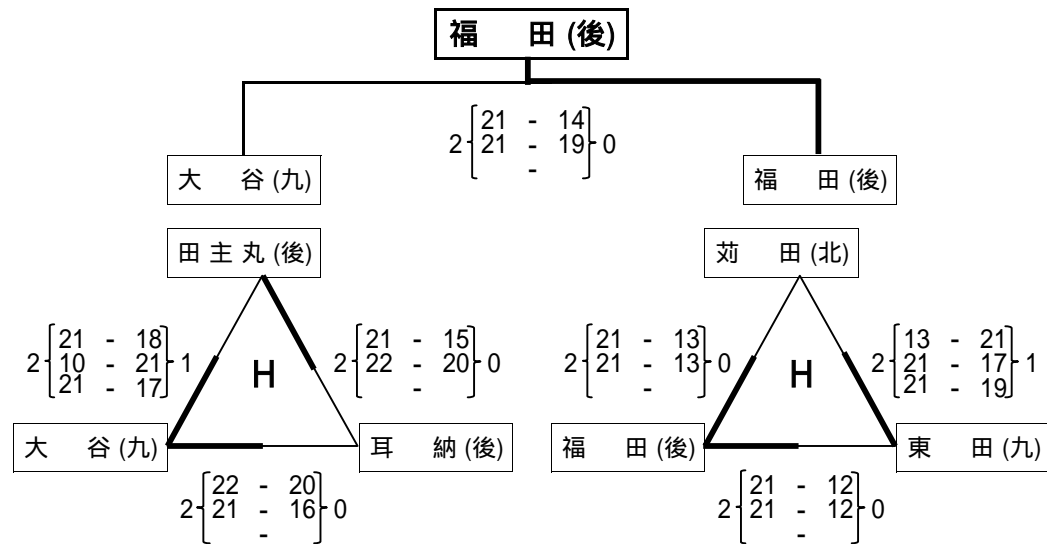 福 田 (後)
2 21 - 14 0
21 - 19
-
大 谷 (九)
福 田 (後)
田 主 丸 (後)
苅 田 (北)
2 21 - 18 1
10 - 21
21 - 17
H
2 21 - 15 0
22 - 20
-
2 21 - 13 0
21 - 13
-
H
2 13 - 21 1
21 - 17
21 - 19
大 谷 (九)
耳 納 (後)
福 田 (後)
東 田 (九)
2 22 - 20 0
21 - 16
-
2 21 - 12 0
21 - 12
-